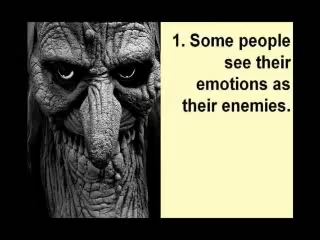 1. Some people
see their
emotions as
their enemies.